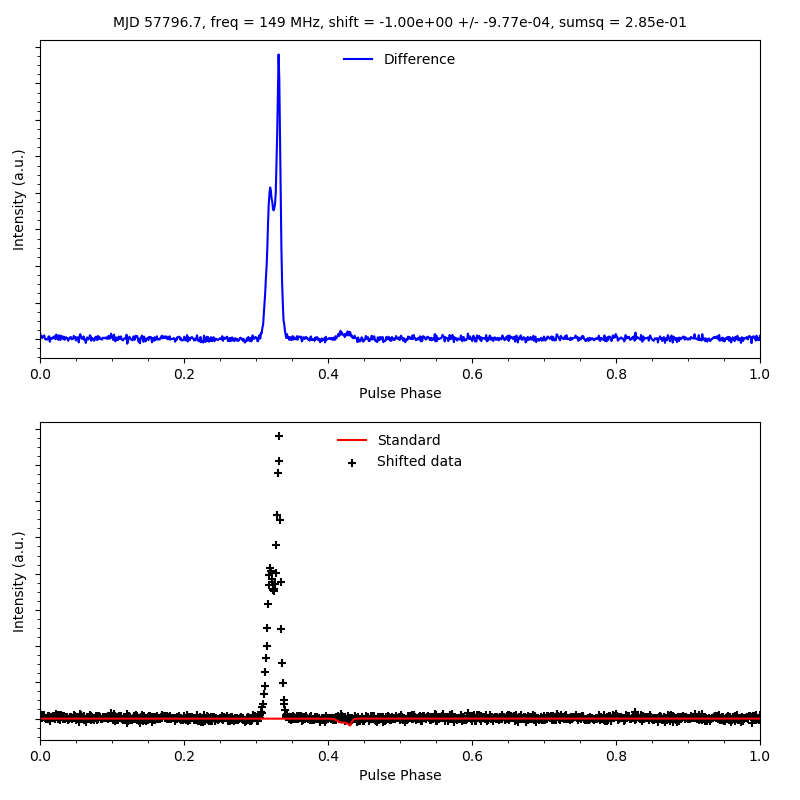 MJD 57796.7, freq = 149 MHz, shift = -1.00e+00 +/- -9.77e-04, sumsq = 2.85e-01
Difference
Intensity (a.u.)
0.0 0.2 0.4 0.6 0.8 1.0
Pulse Phase
Standard
Shifted data
Intensity (a.u.)
0.0 0.2 0.4 0.6 0.8 1.0
Pulse Phase